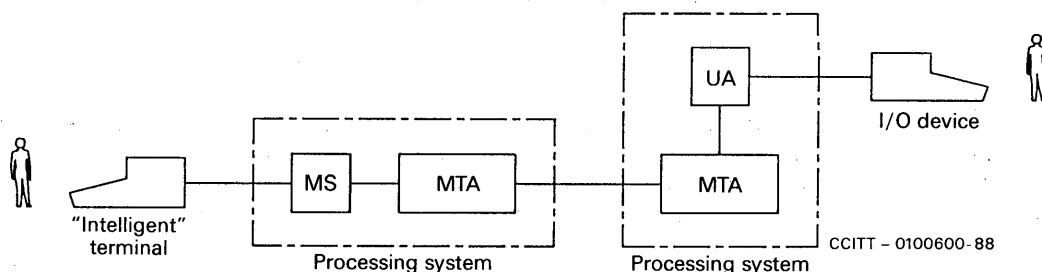 UA
I/O device
MS
MTA
MTA
"Intelligent"
terminal
CCITT – 0100600-88
Processing system
Processing system